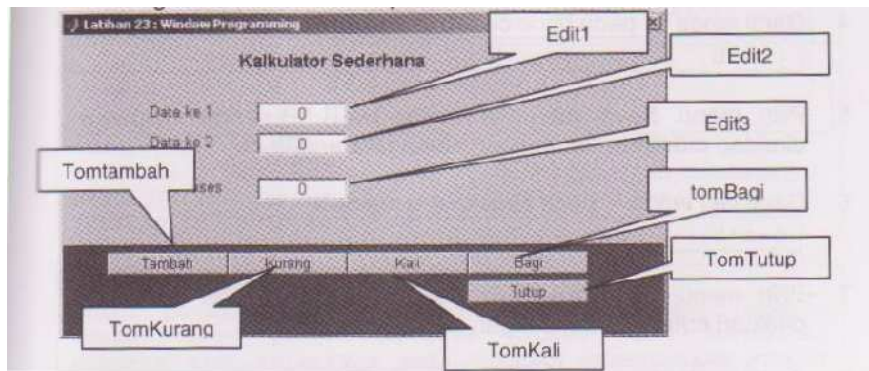 Latihan 23 : Window Programming
Edit1
Kalkulator Sederhana
Edit2
Data ke 1
0
Edit3
Data ke 2
0
Tomtambah
0
tomBagi
Tambah
Kurang
Kali
Bagi
TomTutup
Tutup
TomKurang
TomKali